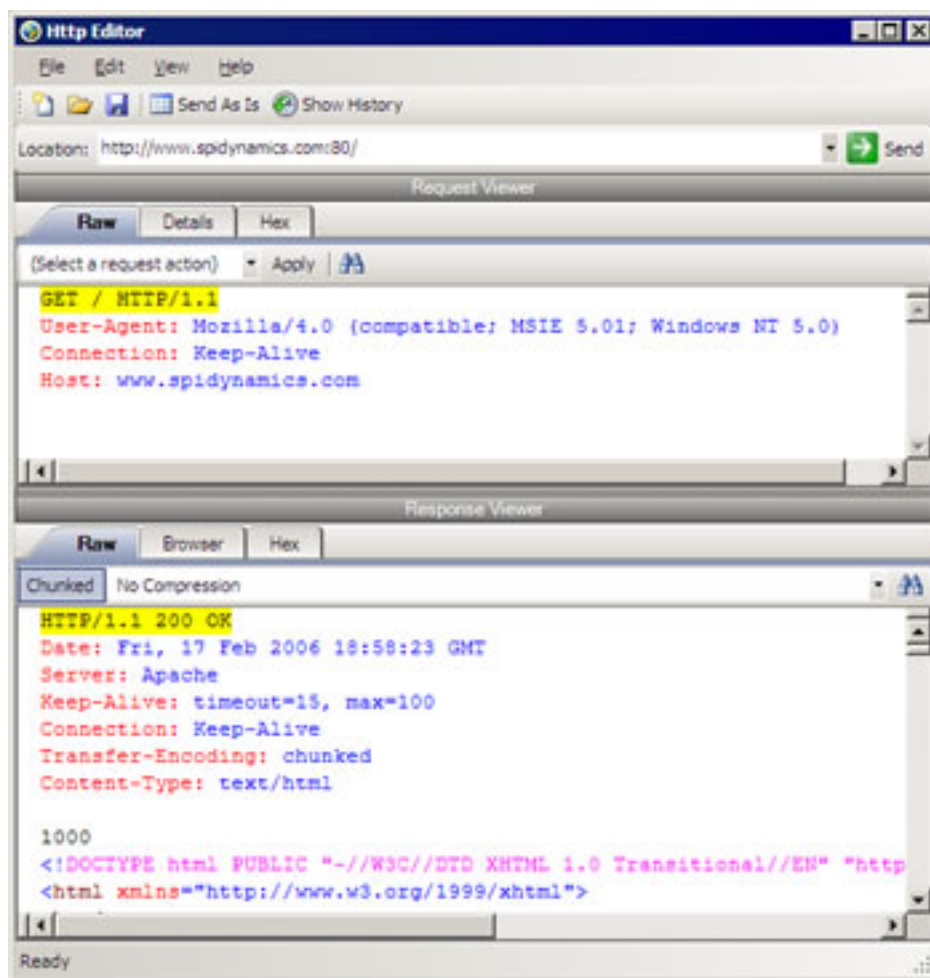 Http Editor
File Edit View Help
Send As Is Show History
Location: http://www.spidynamics.com:80/ Send
Request Viewer
Raw Details Hex
(Select a request action) Apply
GET / HTTP/1.1
User-Agent: Mozilla/4.0 (compatible; MSIE 5.01; Windows NT 5.0)
Connection: Keep-Alive
Host: www.spidynamics.com
Response Viewer
Raw Browser Hex
Chunked No Compression
HTTP/1.1 200 OK
Date: Fri, 17 Feb 2006 18:58:23 GMT
Server: Apache
Keep-Alive: timeout=15, max=100
Connection: Keep-Alive
Transfer-Encoding: chunked
Content-Type: text/html
1000
<!DOCTYPE html PUBLIC "-//W3C//DTD XHTML 1.0 Transitional//EN" "http
<html xmlns="http://www.w3.org/1999/xhtml">
Ready